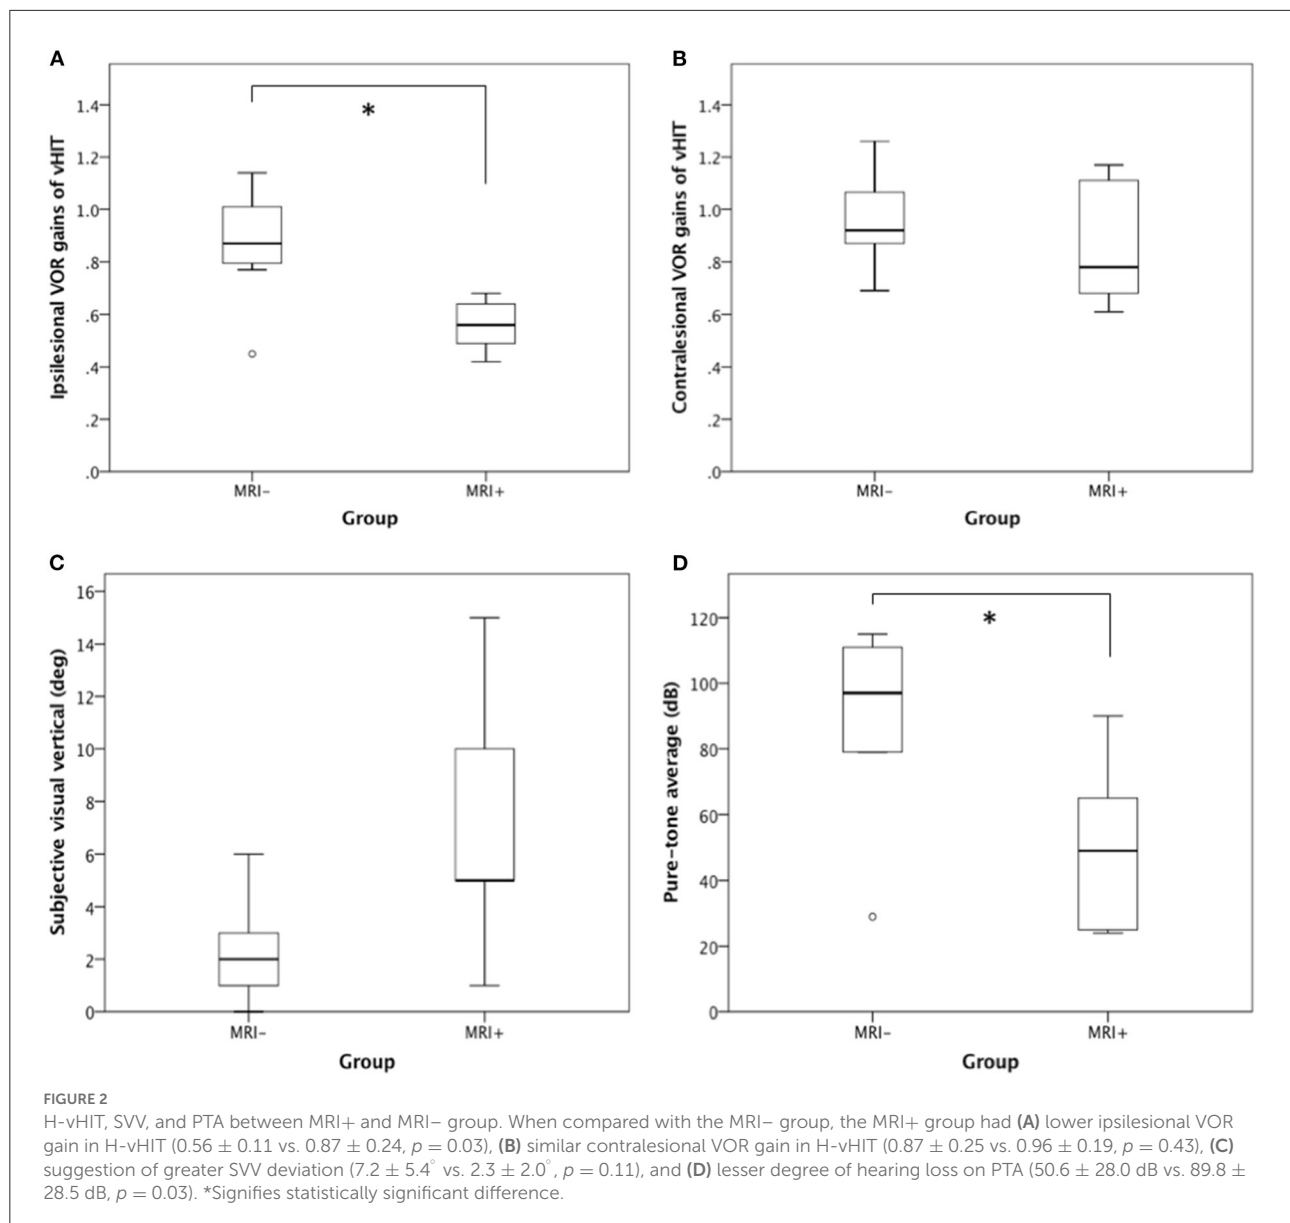 A
Ipsilesional VOR gains of vHIT
1.4
1.2
1.0
.8
.6
.4
.2
.0
*
MRI-
MRI+
Group
B
Contralesional VOR gains of vHIT
1.4
1.2
1.0
.8
.6
.4
.2
.0
MRI-
MRI+
Group
C
Subjective visual vertical (deg)
16
14
12
10
8
6
4
2
0
MRI-
MRI+
Group
D
Pure-tone average (dB)
120
100
80
60
40
20
0
*
MRI-
MRI+
Group
FIGURE 2
H-vHIT, SVV, and PTA between MRI+ and MRI– group. When compared with the MRI– group, the MRI+ group had (A) lower ipsilesional VOR
gain in H-vHIT (0.56 ± 0.11 vs. 0.87 ± 0.24, p = 0.03), (B) similar contralesional VOR gain in H-vHIT (0.87 ± 0.25 vs. 0.96 ± 0.19, p = 0.43), (C)
suggestion of greater SVV deviation (7.2 ± 5.4° vs. 2.3 ± 2.0°, p = 0.11), and (D) lesser degree of hearing loss on PTA (50.6 ± 28.0 dB vs. 89.8 ±
28.5 dB, p = 0.03). *Signifies statistically significant difference.